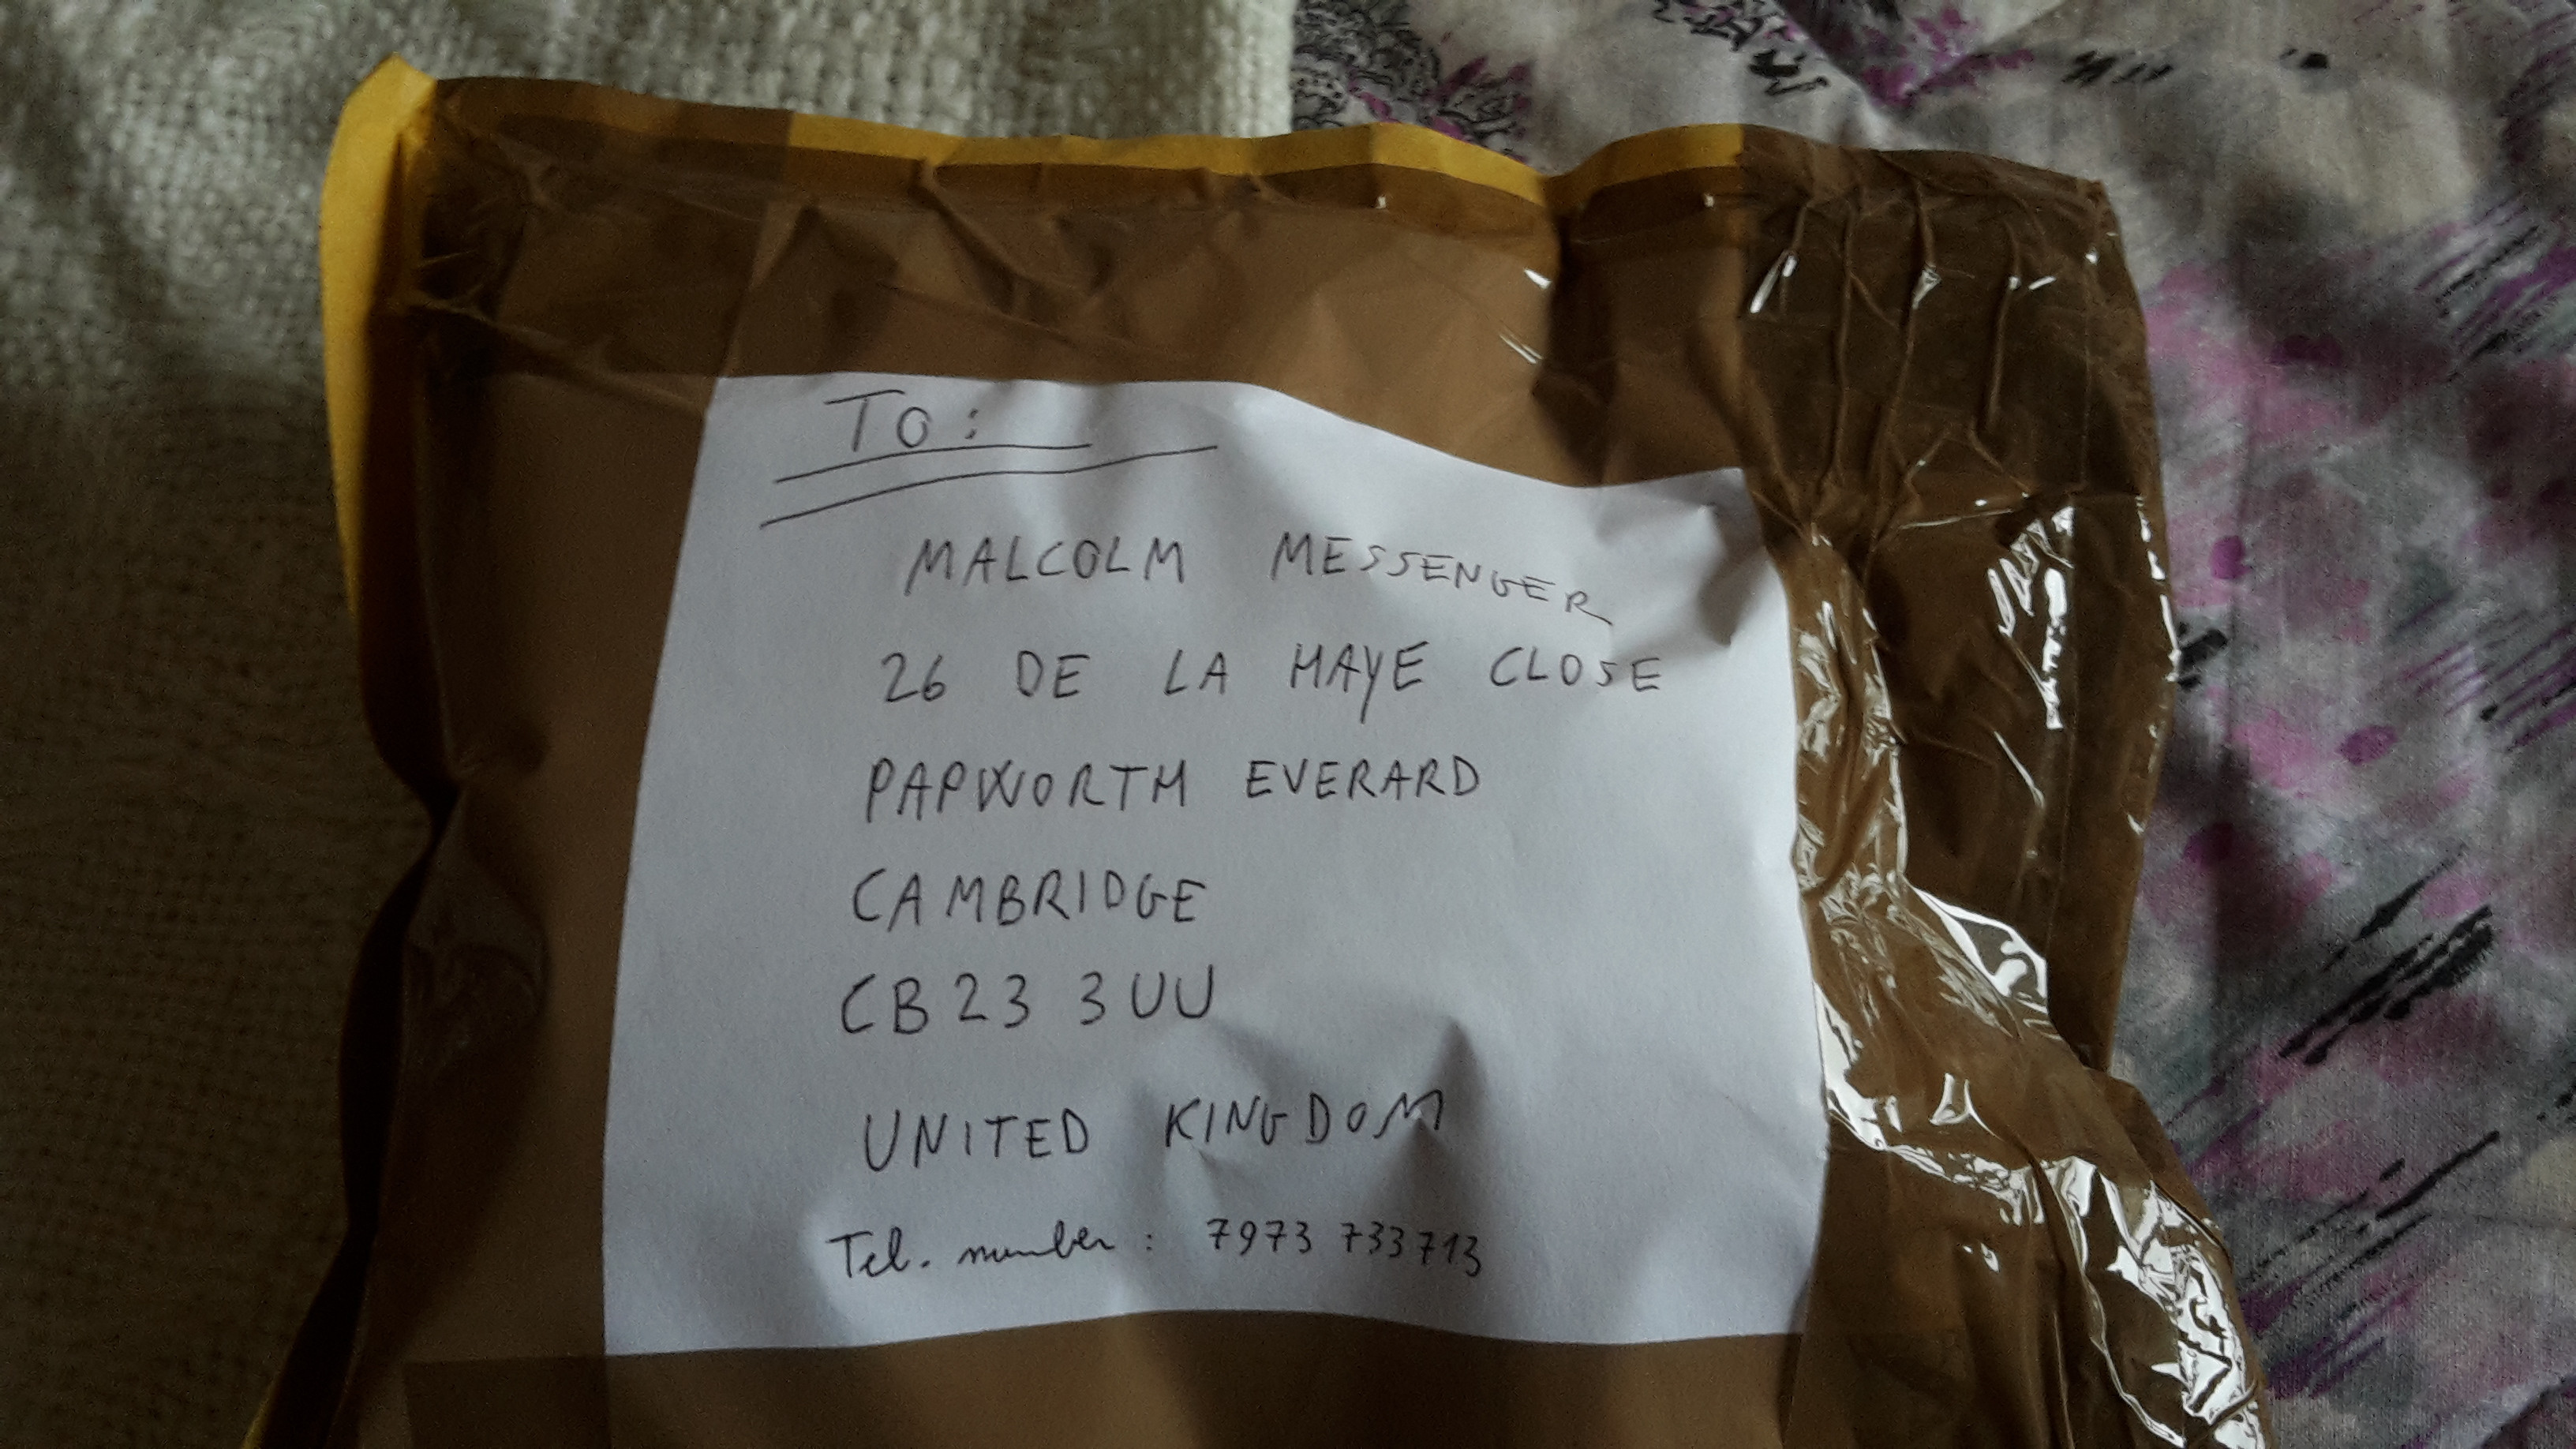 TO:
MALCOLM MESSENGER
26 DE LA HAYE CLOSE
PAPWORTH EVERARD
CAMBRIDGE
CB23 3UU
UNITED KINGDOM
Tel. number: 7973 733713